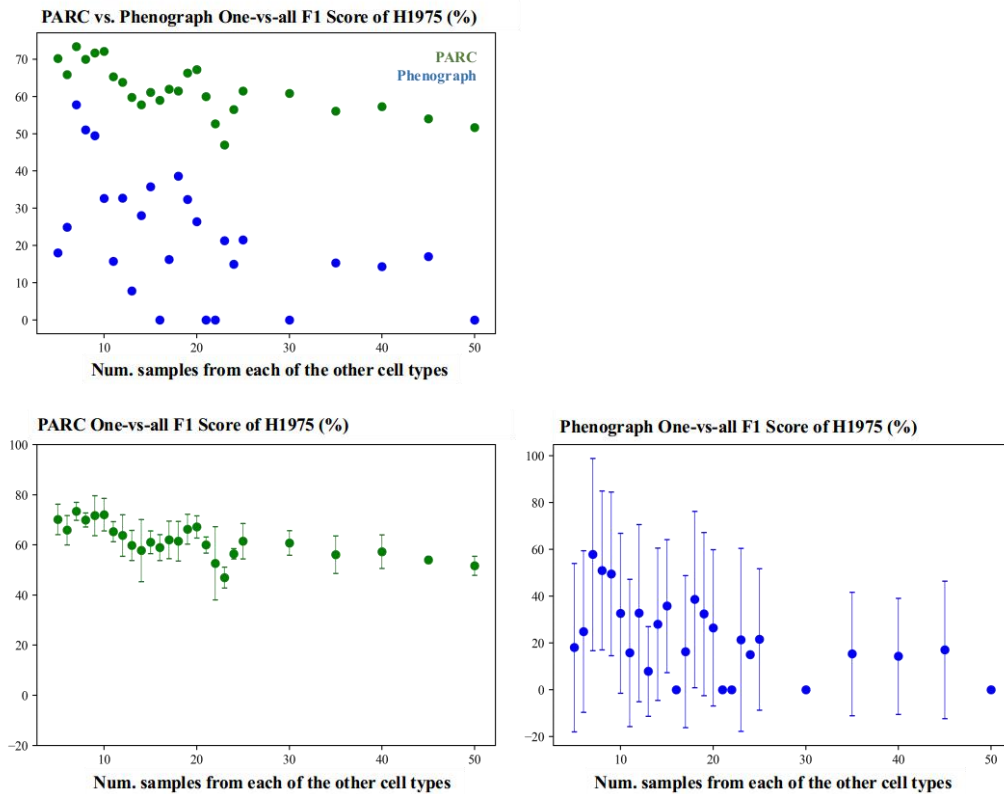 PARC vs. Phenograph One-vs-all F1 Score of H1975 (%)
PARC
Phenograph
70
60
50
40
30
20
10
0
10 20 30 40 50
Num. samples from each of the other cell types
PARC One-vs-all F1 Score of H1975 (%)
100
80
60
40
20
0
−20
10 20 30 40 50
Num. samples from each of the other cell types
Phenograph One-vs-all F1 Score of H1975 (%)
100
80
60
40
20
0
−20
10 20 30 40 50
Num. samples from each of the other cell types